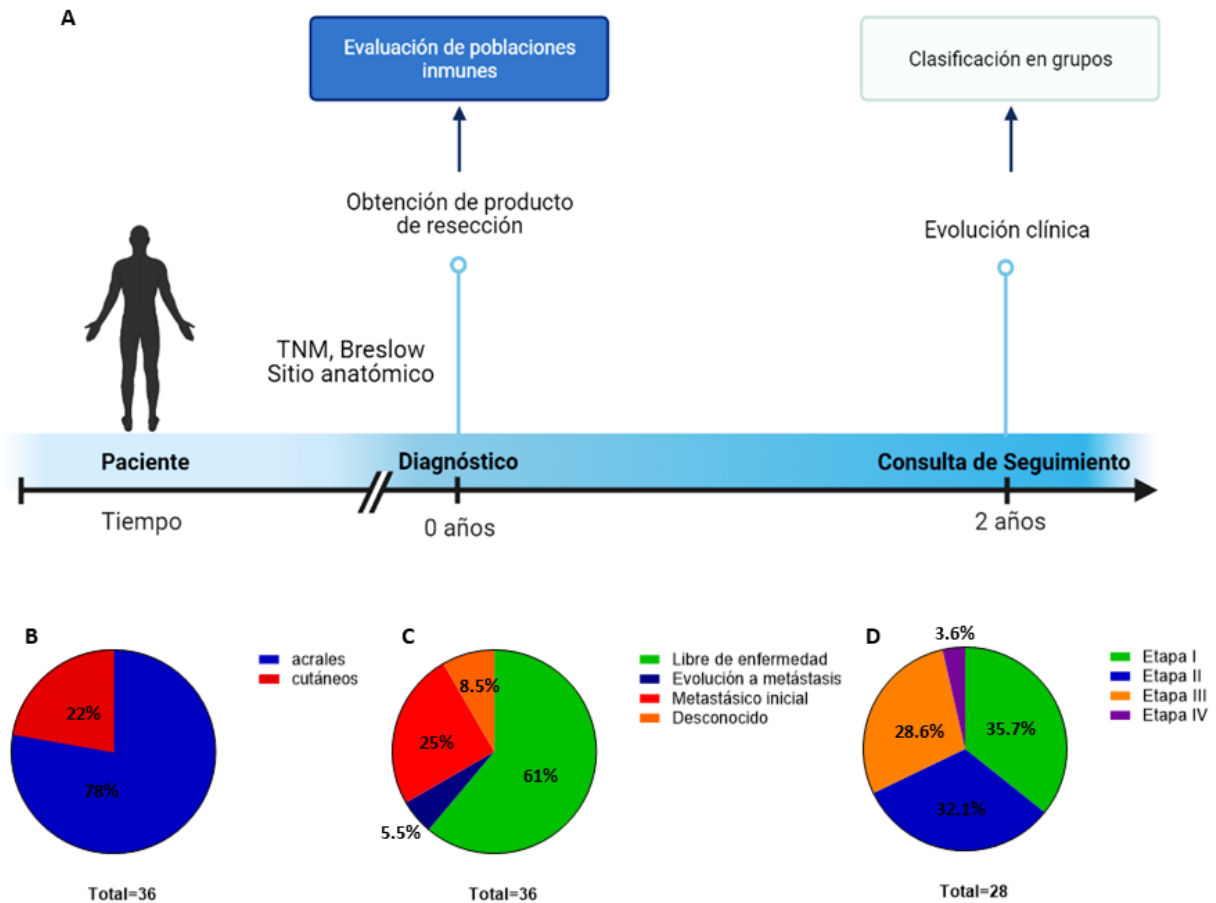 A
Evaluación de poblaciones
inmunes
Clasificación en grupos
Obtención de producto
de resección
Evolución clínica
TNM, Breslow
Sitio anatómico
Paciente
Diagnóstico
Consulta de Seguimiento
Tiempo
0 años
2 años
B
acrales
cutáneos
22%
78%
Total=36
C
Libre de enfermedad
Evolución a metástasis
Metastásico inicial
Desconocido
8.5%
25%
61%
5.5%
Total=36
D
3.6%
Etapa I
Etapa II
Etapa III
Etapa IV
28.6%
35.7%
32.1%
Total=28